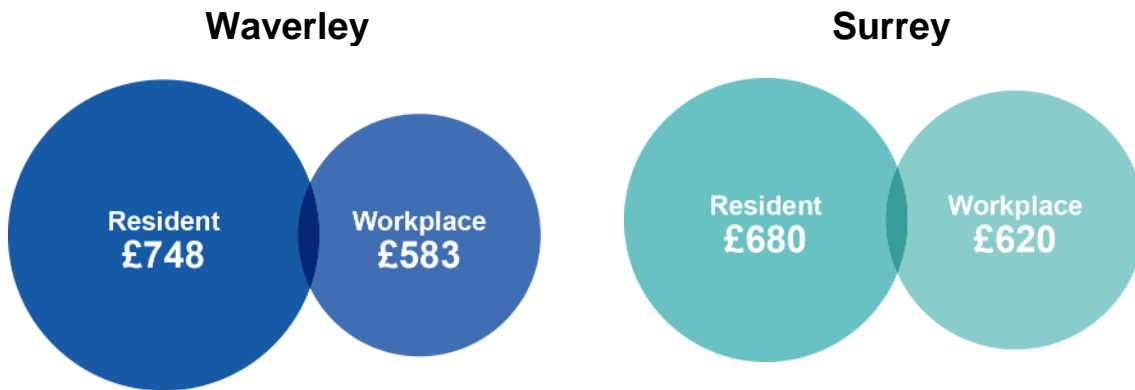 Waverley
Surrey
Resident
£748
Workplace
£583
Resident
£680
Workplace
£620